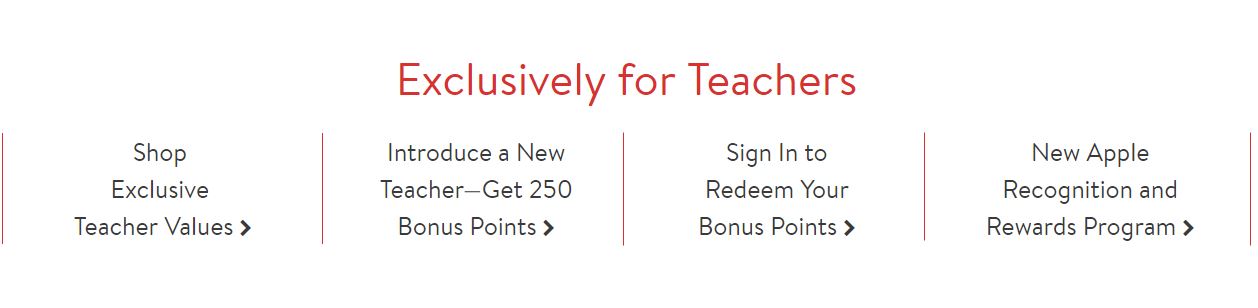 Exclusively for Teachers
Shop
Exclusive
Teacher Values
Introduce a New
Teacher—Get 250
Bonus Points
Sign In to
Redeem Your
Bonus Points
New Apple
Recognition and
Rewards Program